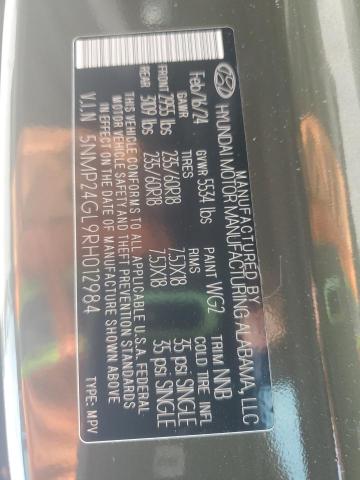 MANUFACTURED BY
HYUNDAI MOTOR MANUFACTURING ALABAMA, LLC
Feb/16/24 GVWR 5534 lbs PAINT WG2 TRIM NNB
GAWR TIRES RIMS COLD TIRE INFL
FRONT 2955 lbs 235/60R18 7.5JX18 35 psi SINGLE
REAR 3109 lbs 235/60R18 7.5JX18 35 psi SINGLE
THIS VEHICLE CONFORMS TO ALL APPLICABLE U.S.A. FEDERAL
MOTOR VEHICLE SAFETY AND THEFT PREVENTION STANDARDS
IN EFFECT ON THE DATE OF MANUFACTURE SHOWN ABOVE
V.I.N 5NMP24GL9RH012984 TYPE: MPV